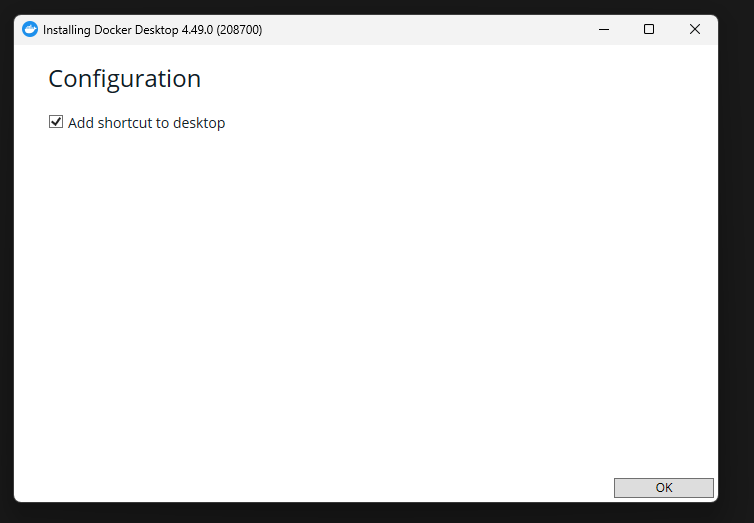 Installing Docker Desktop 4.49.0 (208700)
Configuration
Add shortcut to desktop
OK